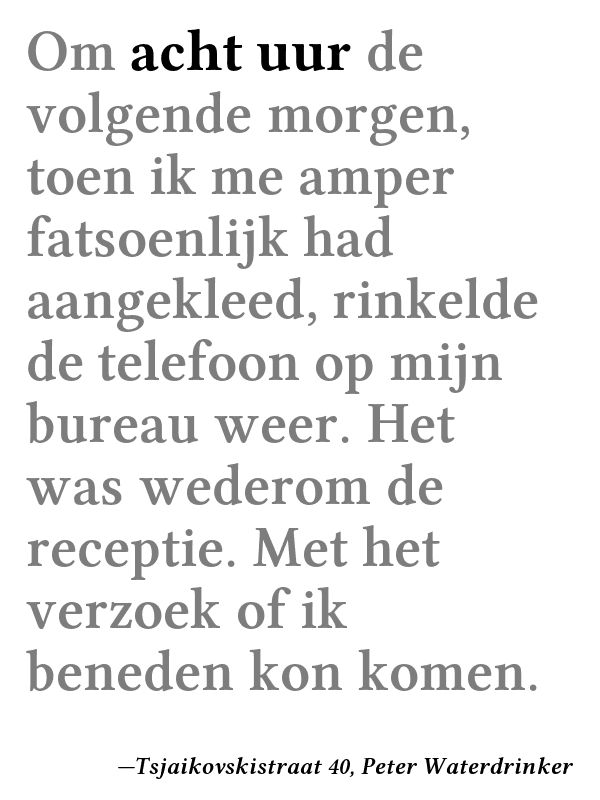 Om acht uur de
volgende morgen,
toen ik me amper
fatsoenlijk had
aangekleed, rinkelde
de telefoon op mijn
bureau weer. Het
was wederom de
receptie. Met het
verzoek of ik
beneden kon komen.
—Tsjaikovskistraat 40, Peter Waterdrinker